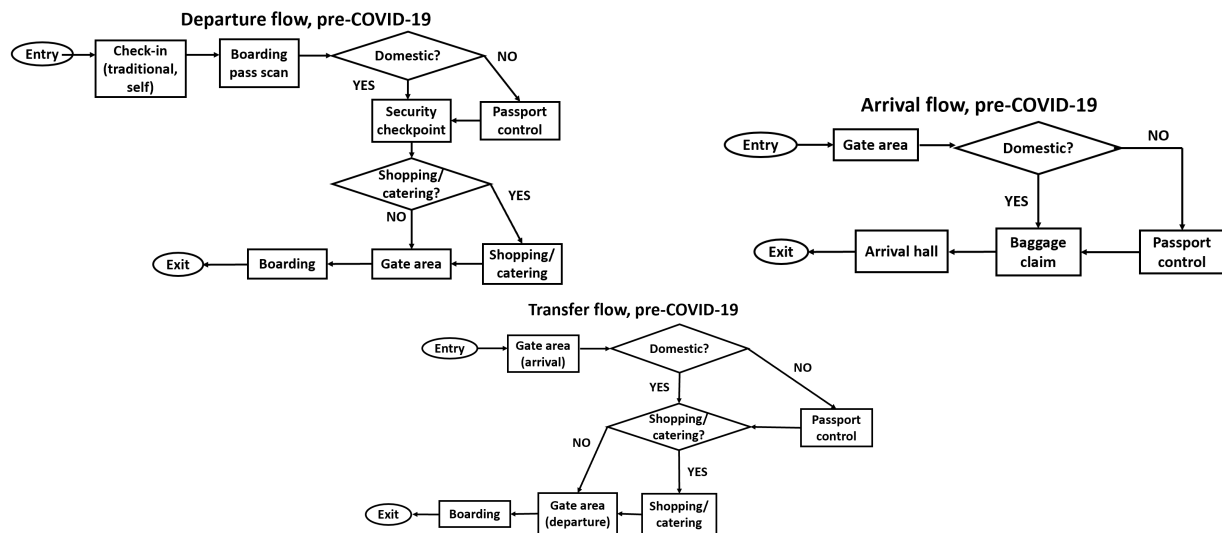 Departure flow, pre-COVID-19
Entry
Check-in
(traditional,
self)
Boarding
pass scan
Domestic?
NO
YES
Security
checkpoint
Passport
control
Shopping/
catering?
YES
NO
Exit
Boarding
Gate area
Shopping/
catering
Arrival flow, pre-COVID-19
Entry
Gate area
Domestic?
NO
YES
Exit
Arrival hall
Baggage
claim
Passport
control
Transfer flow, pre-COVID-19
Entry
Gate area
(arrival)
Domestic?
NO
YES
Shopping/
catering?
Passport
control
NO
YES
Exit
Boarding
Gate area
(departure)
Shopping/
catering